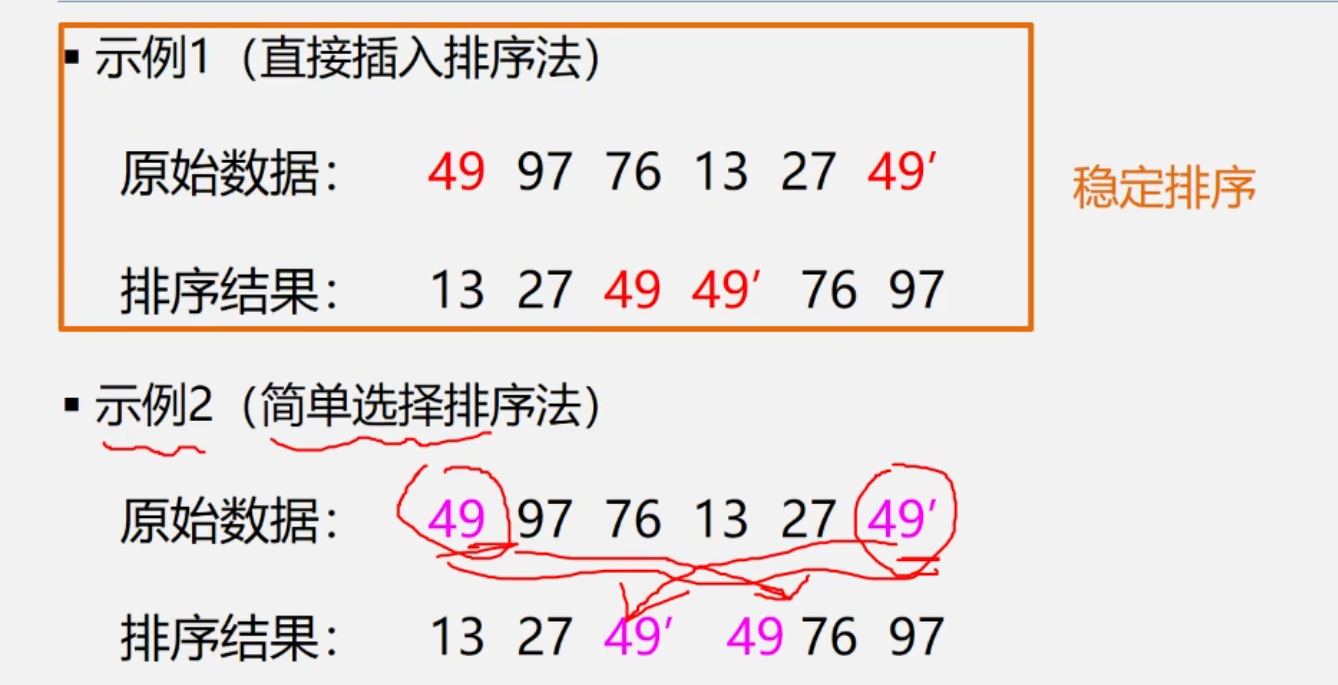 ▪ 示例1（直接插入排序法）
原始数据： 49 97 76 13 27 49′
稳定排序
排序结果： 13 27 49 49′ 76 97
▪ 示例2（简单选择排序法）
原始数据： 49 97 76 13 27 49′
排序结果： 13 27 49′ 49 76 97